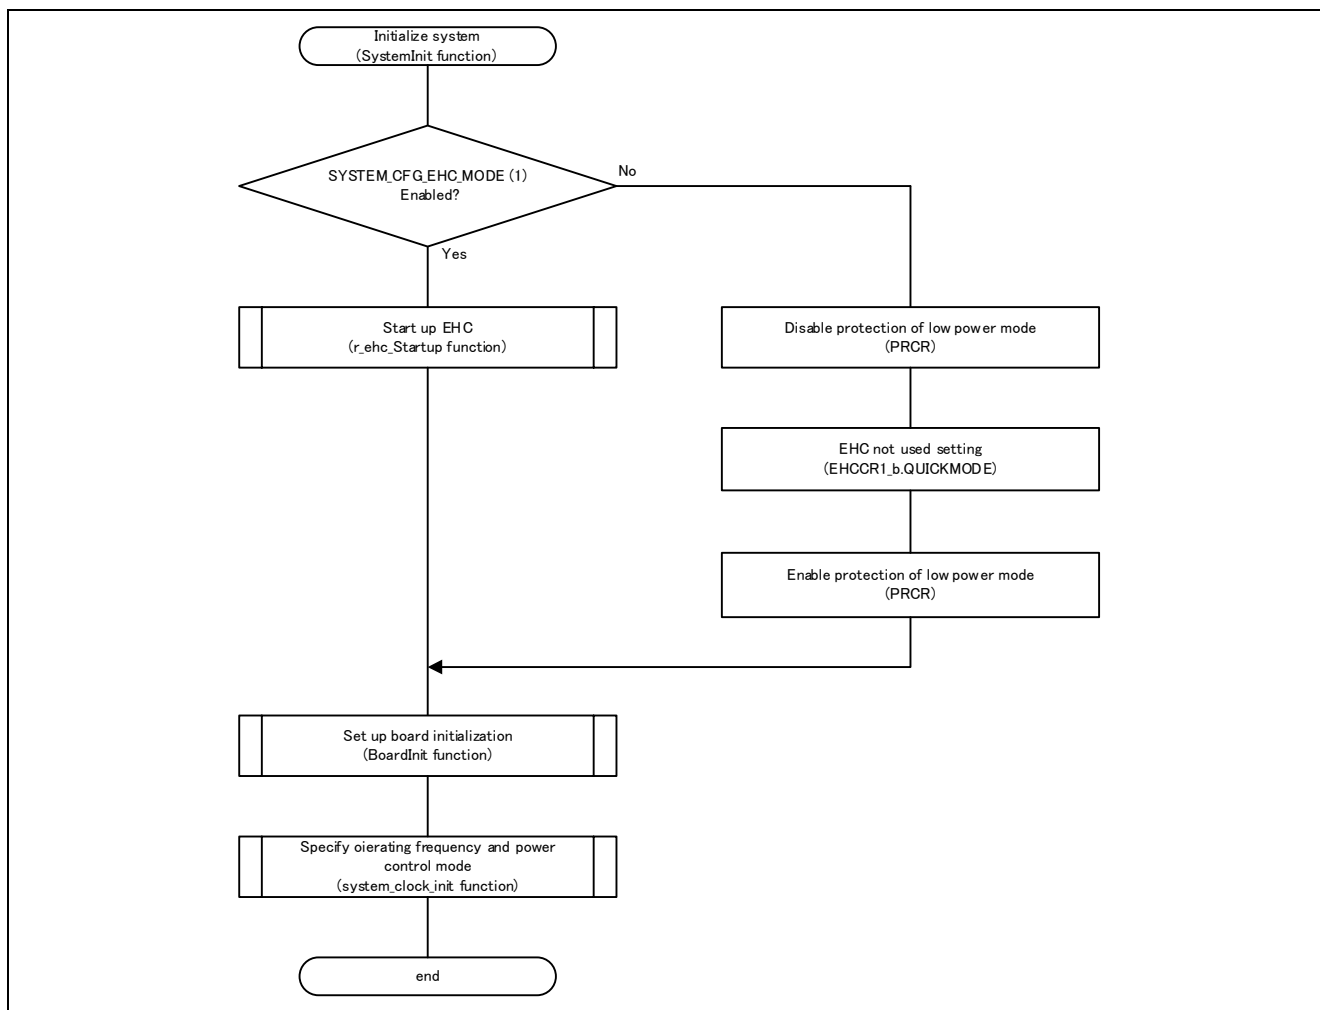 Initialize system
(SystemInit function)
SYSTEM_CFG_EHC_MODE (1)
Enabled?
No
Yes
Start up EHC
(r_ehc_Startup function)
Disable protection of low power mode
(PRCR)
EHC not used setting
(EHCCR1_b.QUICKMODE)
Enable protection of low power mode
(PRCR)
Set up board initialization
(BoardInit function)
Specify oierating frequency and power
control mode
(system_clock_init function)
end